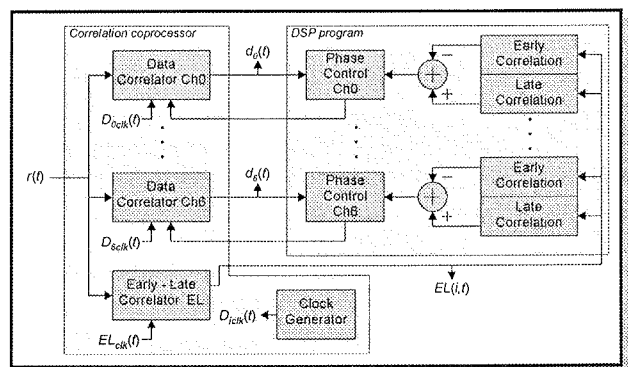 Correlation coprocessor
DSP program
Data
Correlator Ch0
d0(t)
Phase
Control
Ch0
−
+
+
Early
Correlation
Late
Correlation
D0clk(t)
r(t)
Data
Correlator Ch6
d6(t)
Phase
Control
Ch6
−
+
+
Early
Correlation
Late
Correlation
D6clk(t)
Early - Late
Correlator EL
EL(i,t)
Diclk(t)
Clock
Generator
ELclk(t)